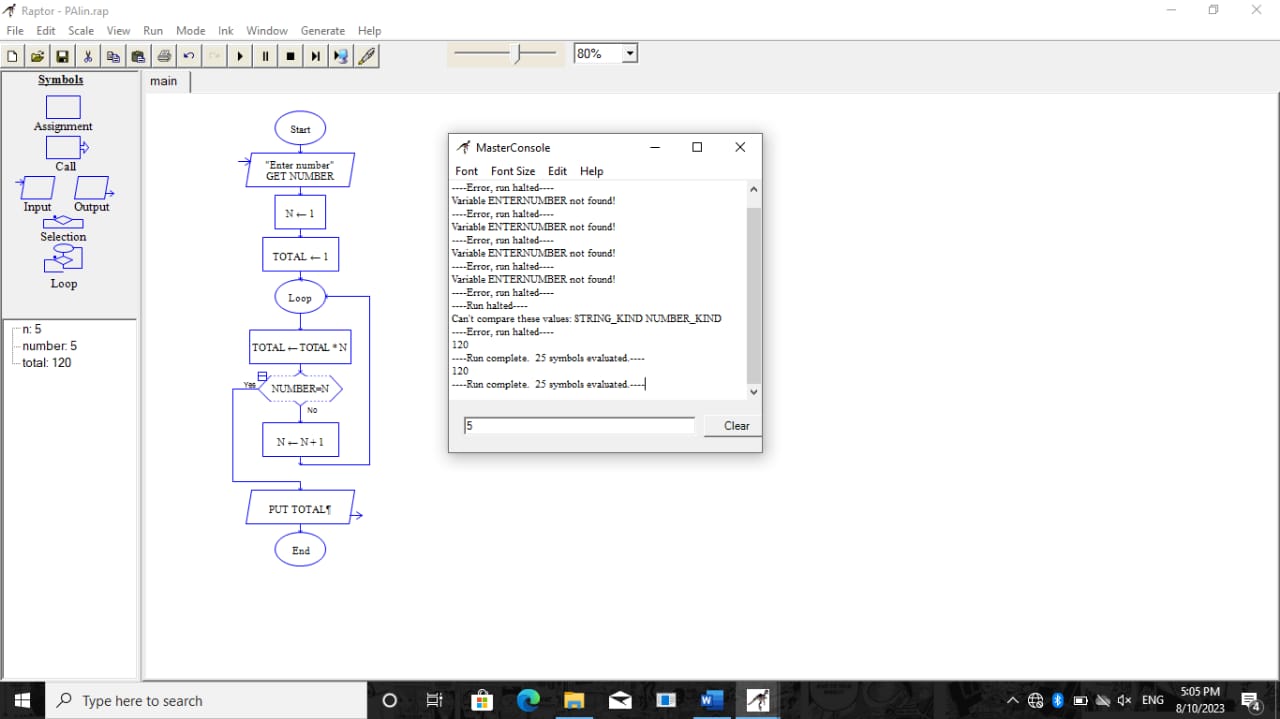 Raptor - PAlin.rap
File Edit Scale View Run Mode Ink Window Generate Help
80%
Symbols
main
Assignment
Call
Input Output
Selection
Loop
n: 5
number: 5
total: 120
Start
"Enter number"
GET NUMBER
N ← 1
TOTAL ← 1
Loop
TOTAL ← TOTAL * N
Yes
NUMBER=N
No
N ← N + 1
PUT TOTAL¶
End
MasterConsole
Font Font Size Edit Help
----Error, run halted----
Variable ENTERNUMBER not found!
----Error, run halted----
Variable ENTERNUMBER not found!
----Error, run halted----
Variable ENTERNUMBER not found!
----Error, run halted----
Variable ENTERNUMBER not found!
----Error, run halted----
----Run halted----
Can't compare these values: STRING_KIND NUMBER_KIND
----Error, run halted----
120
----Run complete.  25 symbols evaluated.----
120
----Run complete.  25 symbols evaluated.----
5
Clear
Type here to search
ENG
5:05 PM
8/10/2023
4